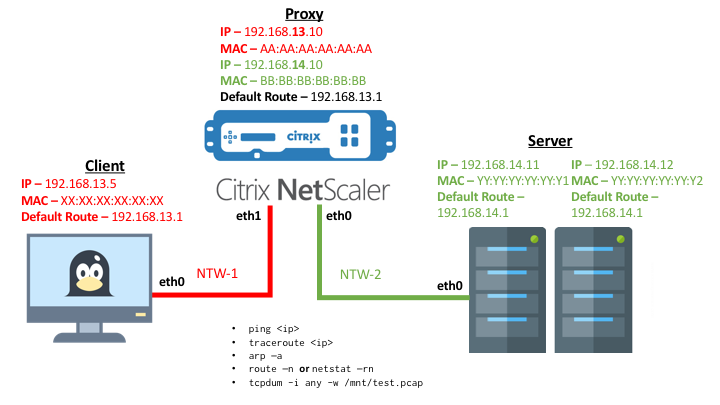 Proxy
IP – 192.168.13.10
MAC – AA:AA:AA:AA:AA:AA
IP – 192.168.14.10
MAC – BB:BB:BB:BB:BB:BB
Default Route – 192.168.13.1
CITRIX
Citrix NetScaler
eth1
eth0
Client
IP – 192.168.13.5
MAC – XX:XX:XX:XX:XX:XX
Default Route – 192.168.13.1
eth0
NTW-1
NTW-2
Server
IP – 192.168.14.11
MAC – YY:YY:YY:YY:YY:Y1
Default Route –
192.168.14.1
IP – 192.168.14.12
MAC – YY:YY:YY:YY:YY:Y2
Default Route –
192.168.14.1
eth0
• ping <ip>
• traceroute <ip>
• arp –a
• route –n or netstat –rn
• tcpdump -i any -w /mnt/test.pcap